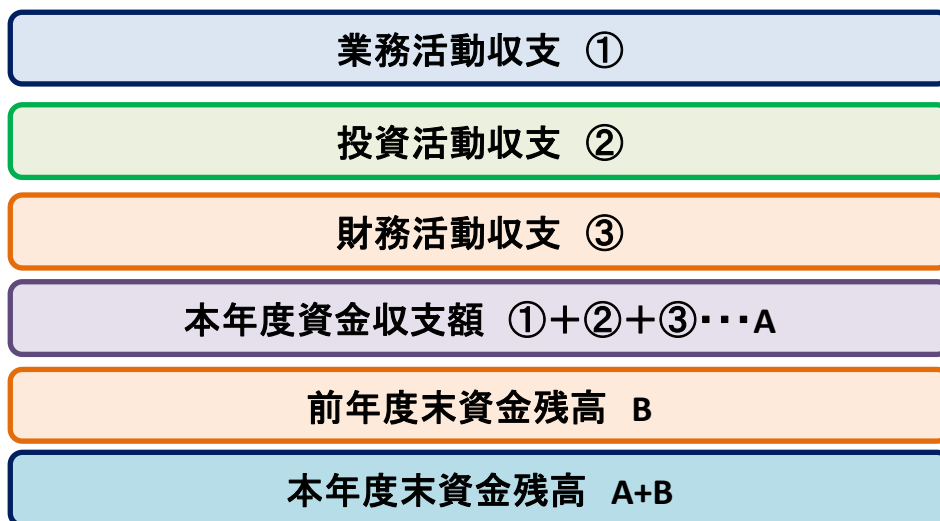 業務活動収支 ①
投資活動収支 ②
財務活動収支 ③
本年度資金収支額 ①+②+③・・・A
前年度末資金残高 B
本年度末資金残高 A+B